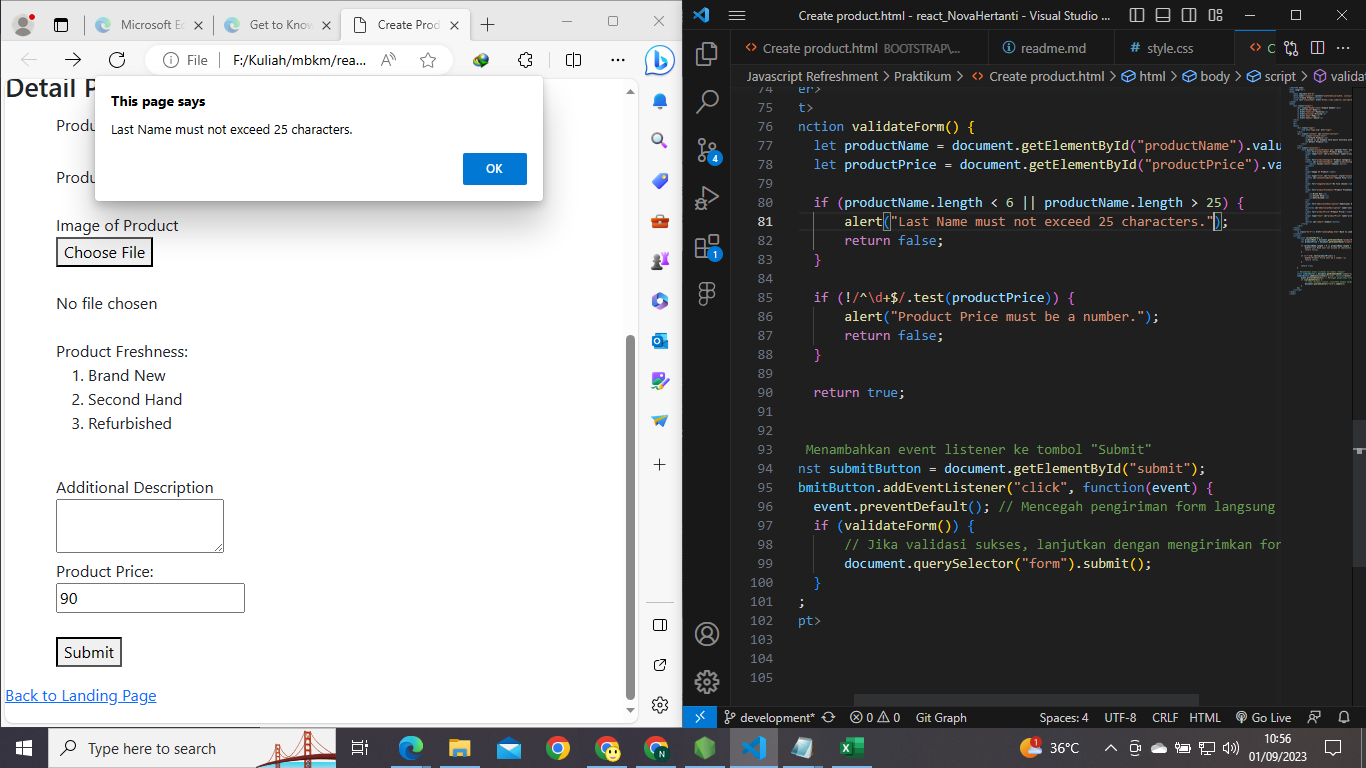 Microsoft Ed
Get to Know
Create Prod
File
F:/Kuliah/mbkm/rea...
This page says
Last Name must not exceed 25 characters.
OK
Detail P
Produ
Produ
Image of Product
Choose File
No file chosen
Product Freshness:
1. Brand New
2. Second Hand
3. Refurbished
Additional Description
Product Price:
90
Submit
Back to Landing Page
Create product.html - react_NovaHertanti - Visual Studio ...
Create product.html BOOTSTRAP\...
readme.md
style.css
C
Javascript Refreshment > Praktikum > Create product.html > html > body > script > validat
4
1
74 er>
75 t>
76 nction validateForm() {
77 let productName = document.getElementById("productName").valu
78 let productPrice = document.getElementById("productPrice").va
79
80 if (productName.length < 6 || productName.length > 25) {
81 alert("Last Name must not exceed 25 characters.");
82 return false;
83 }
84
85 if (!/^\d+$/.test(productPrice)) {
86 alert("Product Price must be a number.");
87 return false;
88 }
89
90 return true;
91
92
93 Menambahkan event listener ke tombol "Submit"
94 nst submitButton = document.getElementById("submit");
95 bmitButton.addEventListener("click", function(event) {
96 event.preventDefault(); // Mencegah pengiriman form langsung
97 if (validateForm()) {
98 // Jika validasi sukses, lanjutkan dengan mengirimkan for
99 document.querySelector("form").submit();
100 }
101 ;
102 pt>
103
104
105
development* 0 0 Git Graph Spaces: 4 UTF-8 CRLF HTML Go Live
Type here to search
1
36°C
10:56
01/09/2023